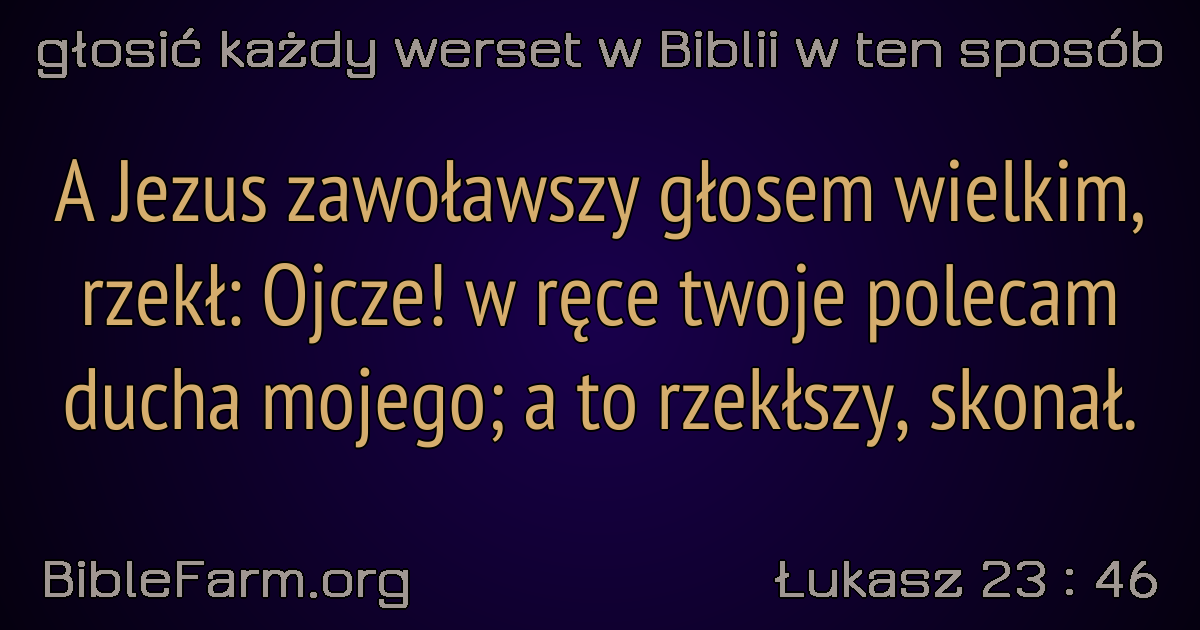 głosić każdy werset w Biblii w ten sposób
A Jezus zawoławszy głosem wielkim,
rzekł: Ojcze! w ręce twoje polecam
ducha mojego; a to rzekłszy, skonał.
BibleFarm.org
Łukasz 23 : 46